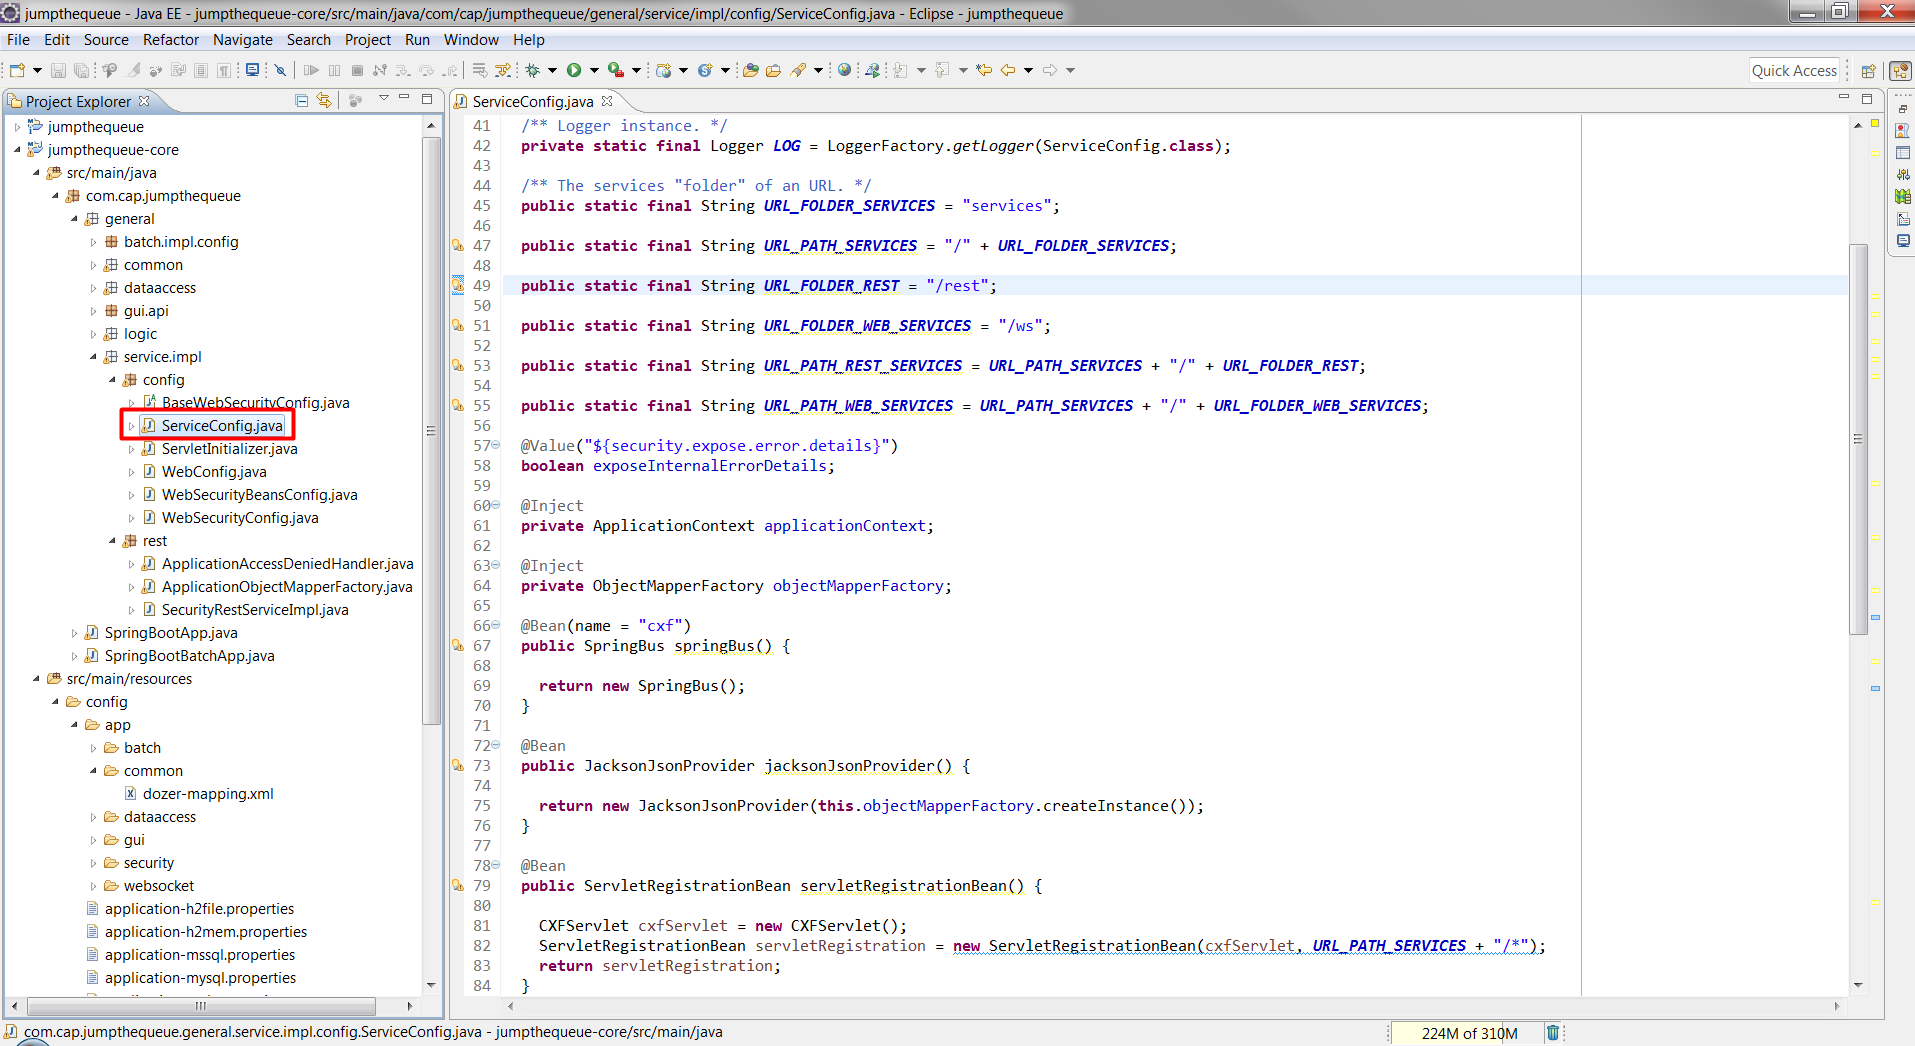 jumpthequeue - Java EE - jumpthequeue-core/src/main/java/com/cap/jumpthequeue/general/service/impl/config/ServiceConfig.java - Eclipse - jumpthequeue
File Edit Source Refactor Navigate Search Project Run Window Help
Quick Access
Project Explorer
jumpthequeue
jumpthequeue-core
src/main/java
com.cap.jumpthequeue
general
batch.impl.config
common
dataaccess
gui.api
logic
service.impl
config
BaseWebSecurityConfig.java
ServiceConfig.java
ServletInitializer.java
WebConfig.java
WebSecurityBeansConfig.java
WebSecurityConfig.java
rest
ApplicationAccessDeniedHandler.java
ApplicationObjectMapperFactory.java
SecurityRestServiceImpl.java
SpringBootApp.java
SpringBootBatchApp.java
src/main/resources
config
app
batch
common
dozer-mapping.xml
dataaccess
gui
security
websocket
application-h2file.properties
application-h2mem.properties
application-mssql.properties
application-mysql.properties
ServiceConfig.java
41 /** Logger instance. */
42 private static final Logger LOG = LoggerFactory.getLogger(ServiceConfig.class);
43
44 /** The services "folder" of an URL. */
45 public static final String URL_FOLDER_SERVICES = "services";
46
47 public static final String URL_PATH_SERVICES = "/" + URL_FOLDER_SERVICES;
48
49 public static final String URL_FOLDER_REST = "/rest";
50
51 public static final String URL_FOLDER_WEB_SERVICES = "/ws";
52
53 public static final String URL_PATH_REST_SERVICES = URL_PATH_SERVICES + "/" + URL_FOLDER_REST;
54
55 public static final String URL_PATH_WEB_SERVICES = URL_PATH_SERVICES + "/" + URL_FOLDER_WEB_SERVICES;
56
57 @Value("${security.expose.error.details}")
58 boolean exposeInternalErrorDetails;
59
60 @Inject
61 private ApplicationContext applicationContext;
62
63 @Inject
64 private ObjectMapperFactory objectMapperFactory;
65
66 @Bean(name = "cxf")
67 public SpringBus springBus() {
68
69 return new SpringBus();
70 }
71
72 @Bean
73 public JacksonJsonProvider jacksonJsonProvider() {
74
75 return new JacksonJsonProvider(this.objectMapperFactory.createInstance());
76 }
77
78 @Bean
79 public ServletRegistrationBean servletRegistrationBean() {
80
81 CXFServlet cxfServlet = new CXFServlet();
82 ServletRegistrationBean servletRegistration = new ServletRegistrationBean(cxfServlet, URL_PATH_SERVICES + "/*");
83 return servletRegistration;
84 }
com.cap.jumpthequeue.general.service.impl.config.ServiceConfig.java - jumpthequeue-core/src/main/java
224M of 310M